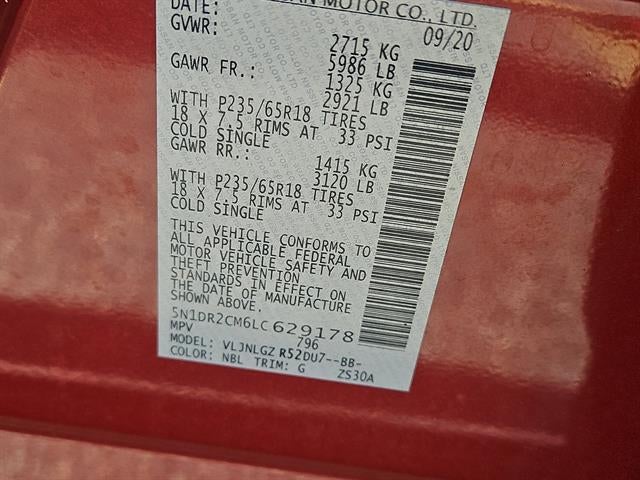 AN MOTOR CO., LTD.
DATE: 09/20
GVWR: 2715 KG
5986 LB
GAWR FR.: 1325 KG
2921 LB
WITH P235/65R18 TIRES
18 X 7.5 RIMS AT 33 PSI
COLD SINGLE
GAWR RR.: 1415 KG
3120 LB
WITH P235/65R18 TIRES
18 X 7.5 RIMS AT 33 PSI
COLD SINGLE
THIS VEHICLE CONFORMS TO
ALL APPLICABLE FEDERAL
MOTOR VEHICLE SAFETY AND
THEFT PREVENTION
STANDARDS IN EFFECT ON
THE DATE OF MANUFACTURE
SHOWN ABOVE.
5N1DR2CM6LC629178
MPV 796
MODEL: VLJNLGZ R52DU7--BB-
COLOR: NBL TRIM: G ZS30A